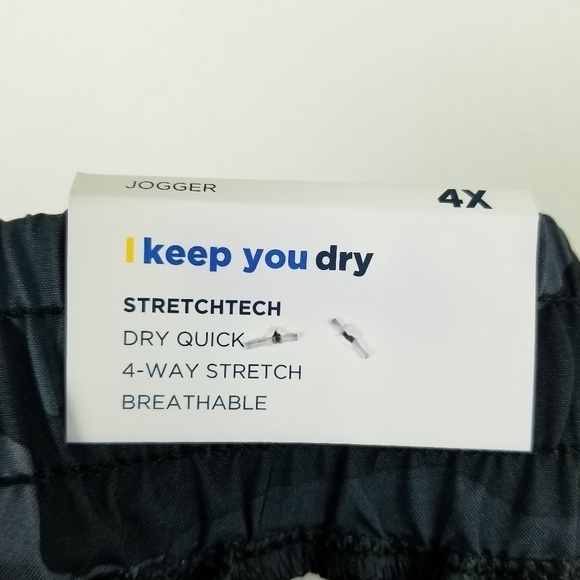 JOGGER
4X
I keep you dry
STRETCHTECH
DRY QUICK
4-WAY STRETCH
BREATHABLE